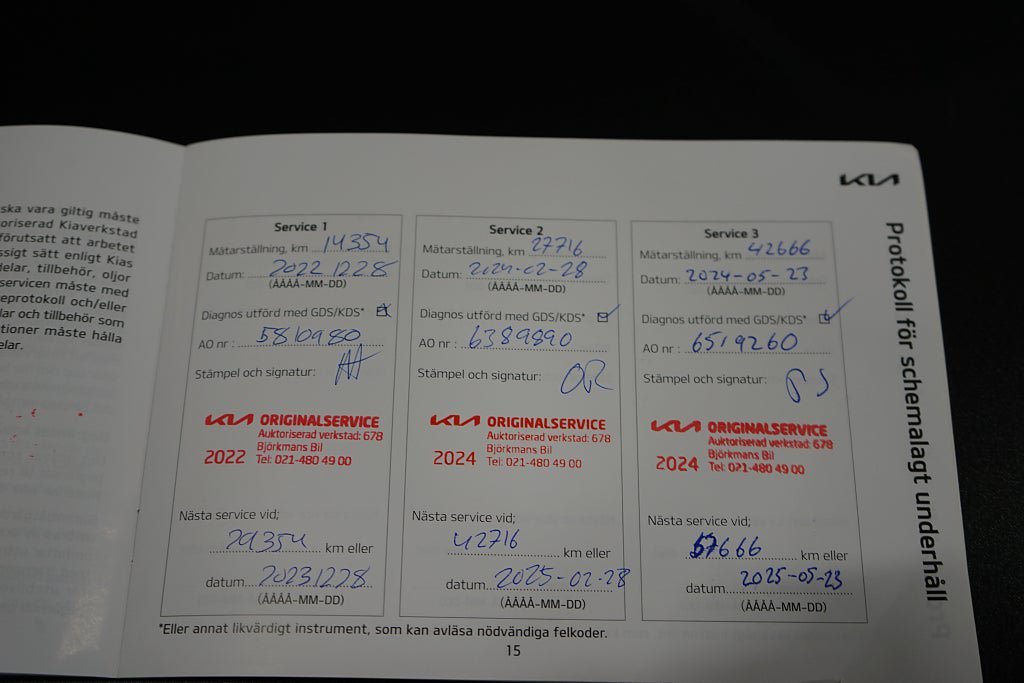 ska vara giltig måste
oriserad Kiaverkstad
förutsatt att arbetet
ssigt sätt enligt Kias
delar, tillbehör, oljor
servicen måste med
eprotokoll och/eller
lar och tillbehör som
tioner måste hålla
elar.
KIA
Protokoll för schemalagt underhåll
Service 1
Mätarställning, km 14354
Datum: 20221228
(ÅÅÅÅ-MM-DD)
Diagnos utförd med GDS/KDS*
AO nr : 5810980
Stämpel och signatur:
KIA ORIGINALSERVICE
Auktoriserad verkstad: 678
Björkmans Bil
2022 Tel: 021-480 49 00
Nästa service vid;
29354 km eller
datum 20231228
(ÅÅÅÅ-MM-DD)
Service 2
Mätarställning, km 27716
Datum: 2024-02-28
(ÅÅÅÅ-MM-DD)
Diagnos utförd med GDS/KDS*
AO nr : 6389890
Stämpel och signatur: OR
KIA ORIGINALSERVICE
Auktoriserad verkstad: 678
Björkmans Bil
2024 Tel: 021-480 49 00
Nästa service vid;
42716 km eller
datum 2025-02-28
(ÅÅÅÅ-MM-DD)
Service 3
Mätarställning, km 42666
Datum: 2024-05-23
(ÅÅÅÅ-MM-DD)
Diagnos utförd med GDS/KDS*
AO nr : 6519260
Stämpel och signatur:
KIA ORIGINALSERVICE
Auktoriserad verkstad: 678
Björkmans Bil
2024 Tel: 021-480 49 00
Nästa service vid;
57666 km eller
datum 2025-05-23
(ÅÅÅÅ-MM-DD)
*Eller annat likvärdigt instrument, som kan avläsa nödvändiga felkoder.
15